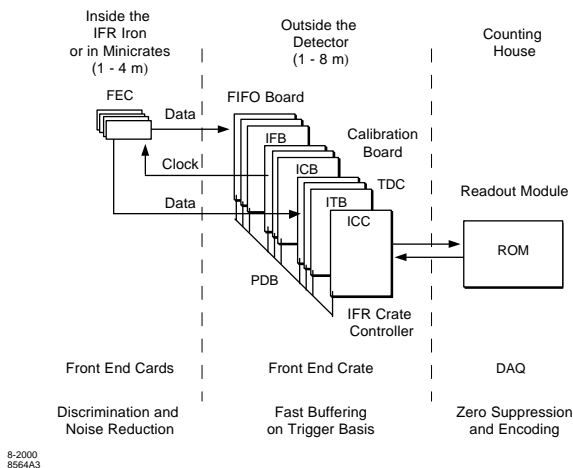 Inside the
IFR Iron
or in Minicrates
(1 - 4 m)
Outside the
Detector
(1 - 8 m)
Counting
House
FEC
Data
FIFO Board
IFB
Calibration
Board
Clock
ICB
TDC
Data
ITB
ICC
Readout Module
ROM
PDB
IFR Crate
Controller
Front End Cards
Front End Crate
DAQ
Discrimination and
Noise Reduction
Fast Buffering
on Trigger Basis
Zero Suppression
and Encoding
8-2000
8564A3